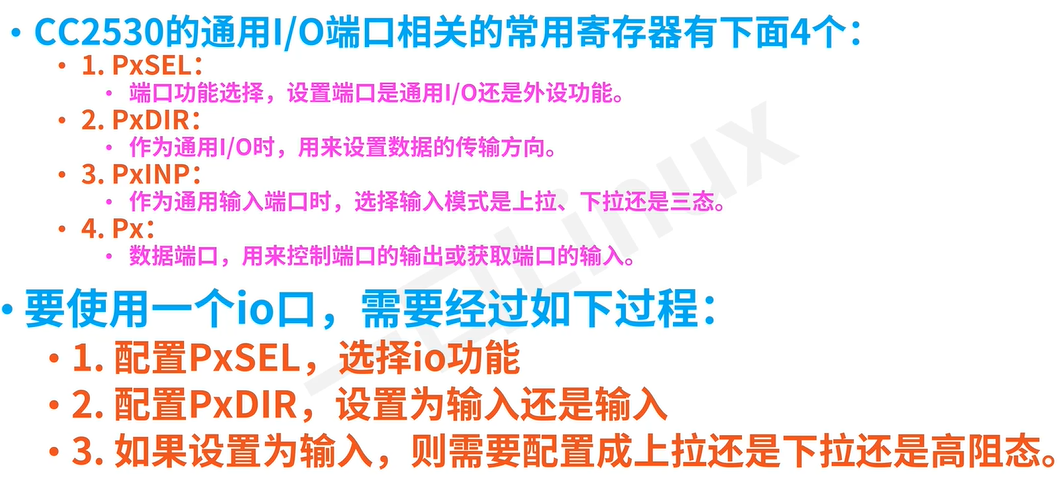 • CC2530的通用I/O端口相关的常用寄存器有下面4个：
• 1. PxSEL：
• 端口功能选择，设置端口是通用I/O还是外设功能。
• 2. PxDIR：
• 作为通用I/O时，用来设置数据的传输方向。
• 3. PxINP：
• 作为通用输入端口时，选择输入模式是上拉、下拉还是三态。
• 4. Px：
• 数据端口，用来控制端口的输出或获取端口的输入。
• 要使用一个io口，需要经过如下过程：
• 1. 配置PxSEL，选择io功能
• 2. 配置PxDIR，设置为输入还是输入
• 3. 如果设置为输入，则需要配置成上拉还是下拉还是高阻态。
一口Linux